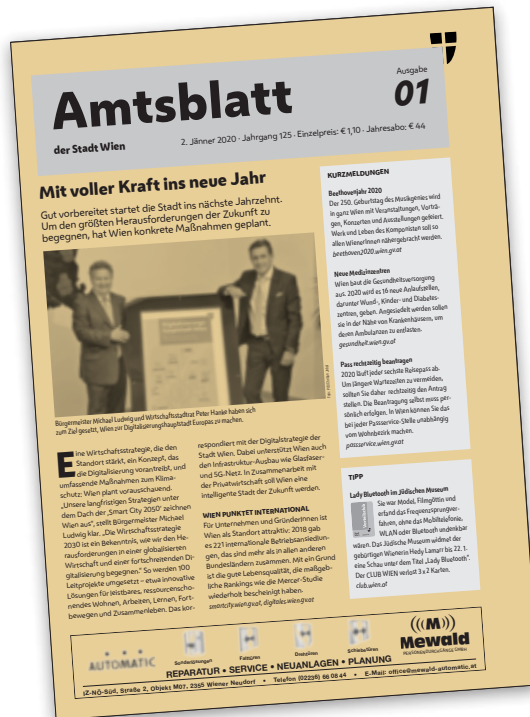 Amtsblatt
der Stadt Wien
2. Jänner 2020 · Jahrgang 125 · Einzelpreis: € 1,10 · Jahresabo: € 44
Ausgabe
01
Mit voller Kraft ins neue Jahr
Gut vorbereitet startet die Stadt ins nächste Jahrzehnt.
Um den größten Herausforderungen der Zukunft zu
begegnen, hat Wien konkrete Maßnahmen geplant.
Bürgermeister Michael Ludwig und Wirtschaftsstadtrat Peter Hanke haben sich
zum Ziel gesetzt, Wien zur Digitalisierungshauptstadt Europas zu machen.
Eine Wirtschaftsstrategie, die den
Standort stärkt, ein Konzept, das
die Digitalisierung vorantreibt, und
umfassende Maßnahmen zum Klima-
schutz: Wien plant vorausschauend.
„Unsere langfristigen Strategien unter
dem Dach der ‚Smart City 2050' zeichnen
Wien aus", stellt Bürgermeister Michael
Ludwig klar. „Die Wirtschaftsstrategie
2030 ist ein Bekenntnis, wie wir den He-
rausforderungen in einer globalisierten
Wirtschaft und einer fortschreitenden Di-
gitalisierung begegnen." So werden 100
Leitprojekte umgesetzt – etwa innovative
Lösungen für leistbares, ressourcenscho-
nendes Wohnen, Arbeiten, Lernen, Fort-
bewegen und Zusammenleben. Das kor-
respondiert mit der Digitalstrategie der
Stadt Wien. Dabei unterstützt Wien auch
den Infrastruktur-Ausbau wie Glasfaser-
und 5G-Netz. In Zusammenarbeit mit
der Privatwirtschaft soll Wien eine
intelligente Stadt der Zukunft werden.
WIEN PUNKTET INTERNATIONAL
Für Unternehmen und GründerInnen ist
Wien als Standort attraktiv: 2018 gab
es 221 internationale Betriebsansiedlun-
gen, das sind mehr als in allen anderen
Bundesländern zusammen. Mit ein Grund
ist die gute Lebensqualität, die maßgeb-
liche Rankings wie die Mercer-Studie
wiederholt bescheinigt haben.
smartcity.wien.gv.at, digitales.wien.gv.at
KURZMELDUNGEN
Beethovenjahr 2020
Der 250. Geburtstag des Musikgenies wird
in ganz Wien mit Veranstaltungen, Vorträ-
gen, Konzerten und Ausstellungen gefeiert.
Werk und Leben des Komponisten soll so
allen WienerInnen nähergebracht werden.
beethoven2020.wien.gv.at
Neue Medizinzentren
Wien baut die Gesundheitsversorgung
aus. 2020 wird es 16 neue Anlaufstellen,
darunter Wund-, Kinder- und Diabetes-
zentren, geben. Angesiedelt werden sollen
sie in der Nähe von Krankenhäusern, um
deren Ambulanzen zu entlasten.
gesundheit.wien.gv.at
Pass rechtzeitig beantragen
2020 läuft jeder sechste Reisepass ab.
Um längere Wartezeiten zu vermeiden,
sollten Sie daher rechtzeitig den Antrag
stellen. Die Beantragung selbst muss per-
sönlich erfolgen. In Wien können Sie das
bei jeder Passservice-Stelle unabhängig
vom Wohnbezirk machen.
passservice.wien.gv.at
TIPP
Lady Bluetooth im Jüdischen Museum
Sie war Model, Filmgöttin und
erfand das Frequenzsprungver-
fahren, ohne das Mobiltelefonie,
WLAN oder Bluetooth undenkbar
wären. Das Jüdische Museum widmet der
gebürtigen Wienerin Hedy Lamarr bis 22. 1.
eine Schau unter dem Titel „Lady Bluetooth".
Der CLUB WIEN verlost 3 x 2 Karten.
club.wien.at
AUTOMATIC
Drehtüren
Mewald
REPARATUR • SERVICE • NEUANLAGEN • PLANUNG
IZ-NÖ-Süd, Straße 2, Objekt M07, 2355 Wiener Neudorf • Telefon (02236) 66 08 44 • E-Mail: office@mewald-automatic.at